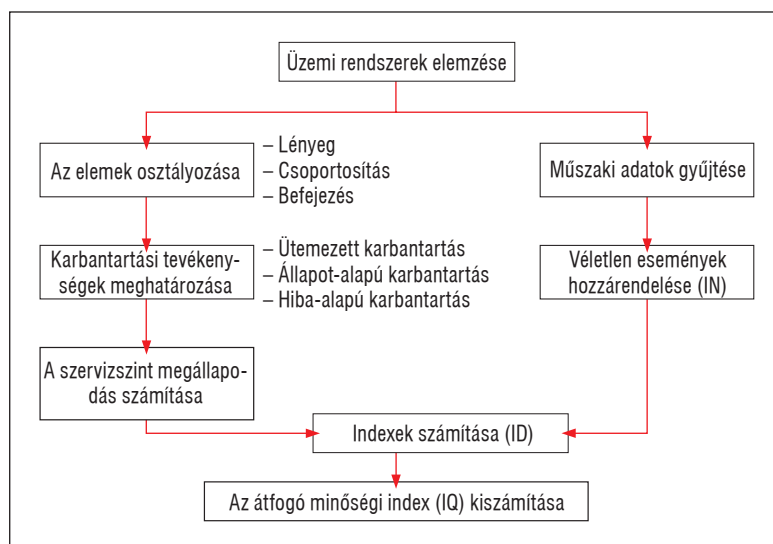 Üzemi rendszerek elemzése
Az elemek osztályozása
– Lényeg
– Csoportosítás
– Befejezés
Műszaki adatok gyűjtése
Karbantartási tevékeny-
ségek meghatározása
– Ütemezett karbantartás
– Állapot-alapú karbantartás
– Hiba-alapú karbantartás
Véletlen események
hozzárendelése (IN)
A szervizszint megállapo-
dás számítása
Indexek számítása (ID)
Az átfogó minőségi index (IQ) kiszámítása